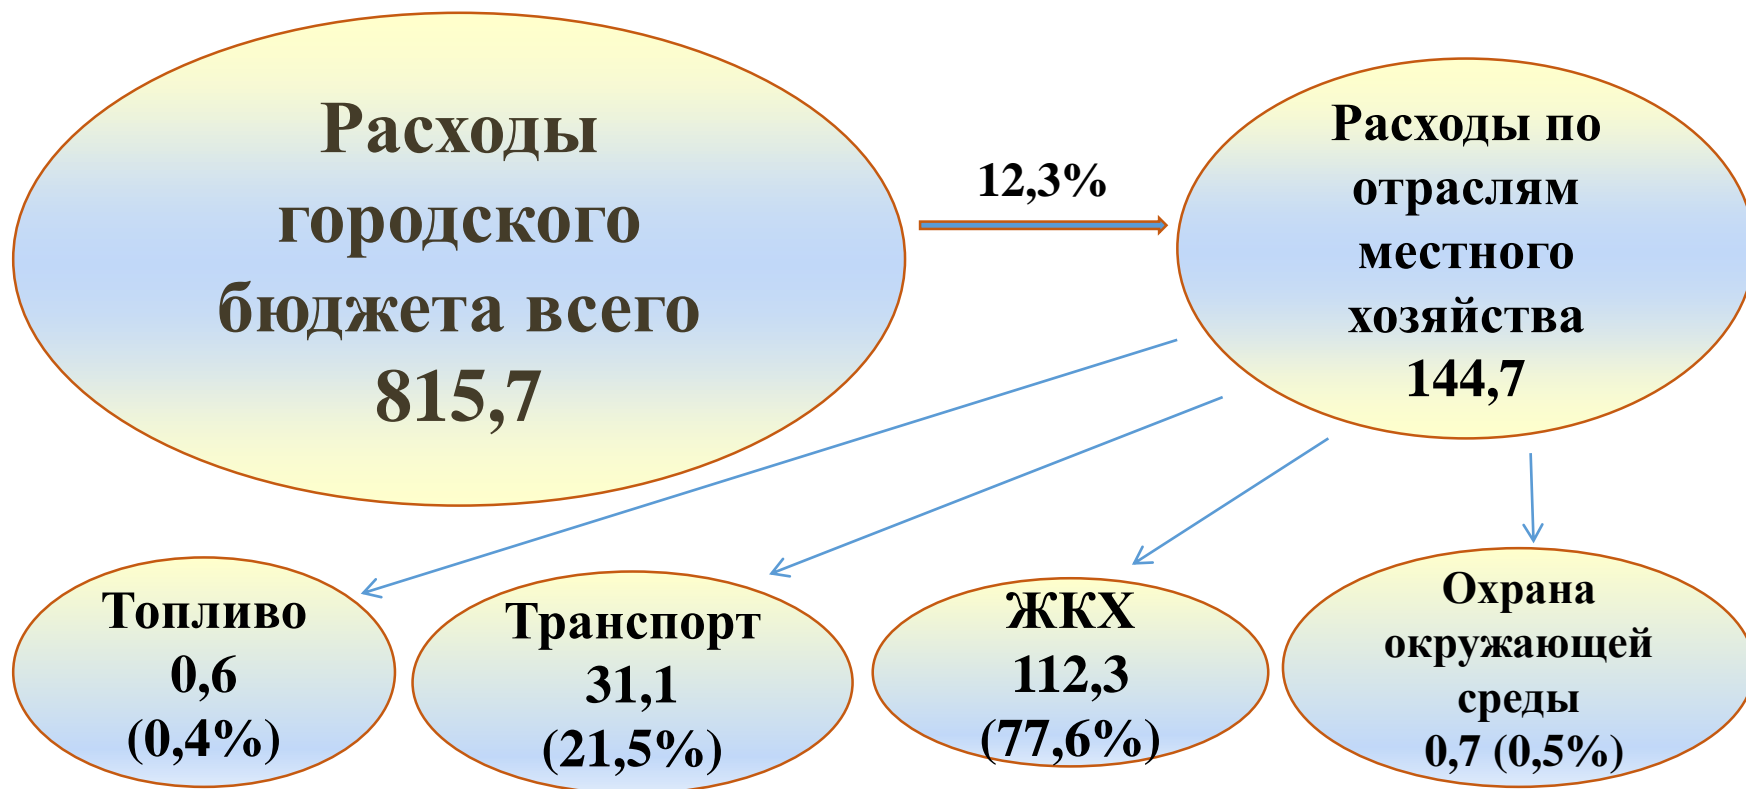 Расходы
городского
бюджета всего
815,7
12,3%
Расходы по
отраслям
местного
хозяйства
144,7
Топливо
0,6
(0,4%)
Транспорт
31,1
(21,5%)
ЖКХ
112,3
(77,6%)
Охрана
окружающей
среды
0,7 (0,5%)